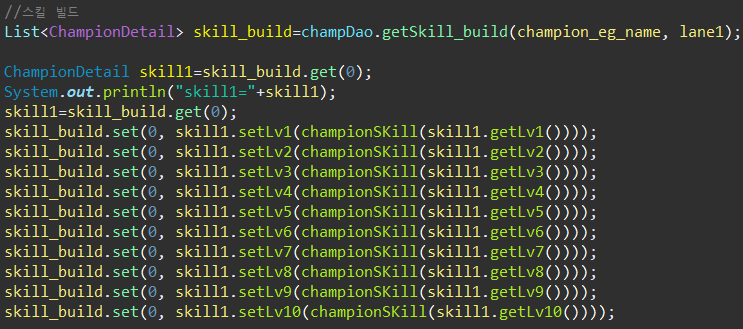 //스킬 빌드
List<ChampionDetail> skill_build=champDao.getSkill_build(champion_eg_name, lane1);
ChampionDetail skill1=skill_build.get(0);
System.out.println("skill1="+skill1);
skill1=skill_build.get(0);
skill_build.set(0, skill1.setLv1(championSKill(skill1.getLv1())));
skill_build.set(0, skill1.setLv2(championSKill(skill1.getLv2())));
skill_build.set(0, skill1.setLv3(championSKill(skill1.getLv3())));
skill_build.set(0, skill1.setLv4(championSKill(skill1.getLv4())));
skill_build.set(0, skill1.setLv5(championSKill(skill1.getLv5())));
skill_build.set(0, skill1.setLv6(championSKill(skill1.getLv6())));
skill_build.set(0, skill1.setLv7(championSKill(skill1.getLv7())));
skill_build.set(0, skill1.setLv8(championSKill(skill1.getLv8())));
skill_build.set(0, skill1.setLv9(championSKill(skill1.getLv9())));
skill_build.set(0, skill1.setLv10(championSKill(skill1.getLv10())));